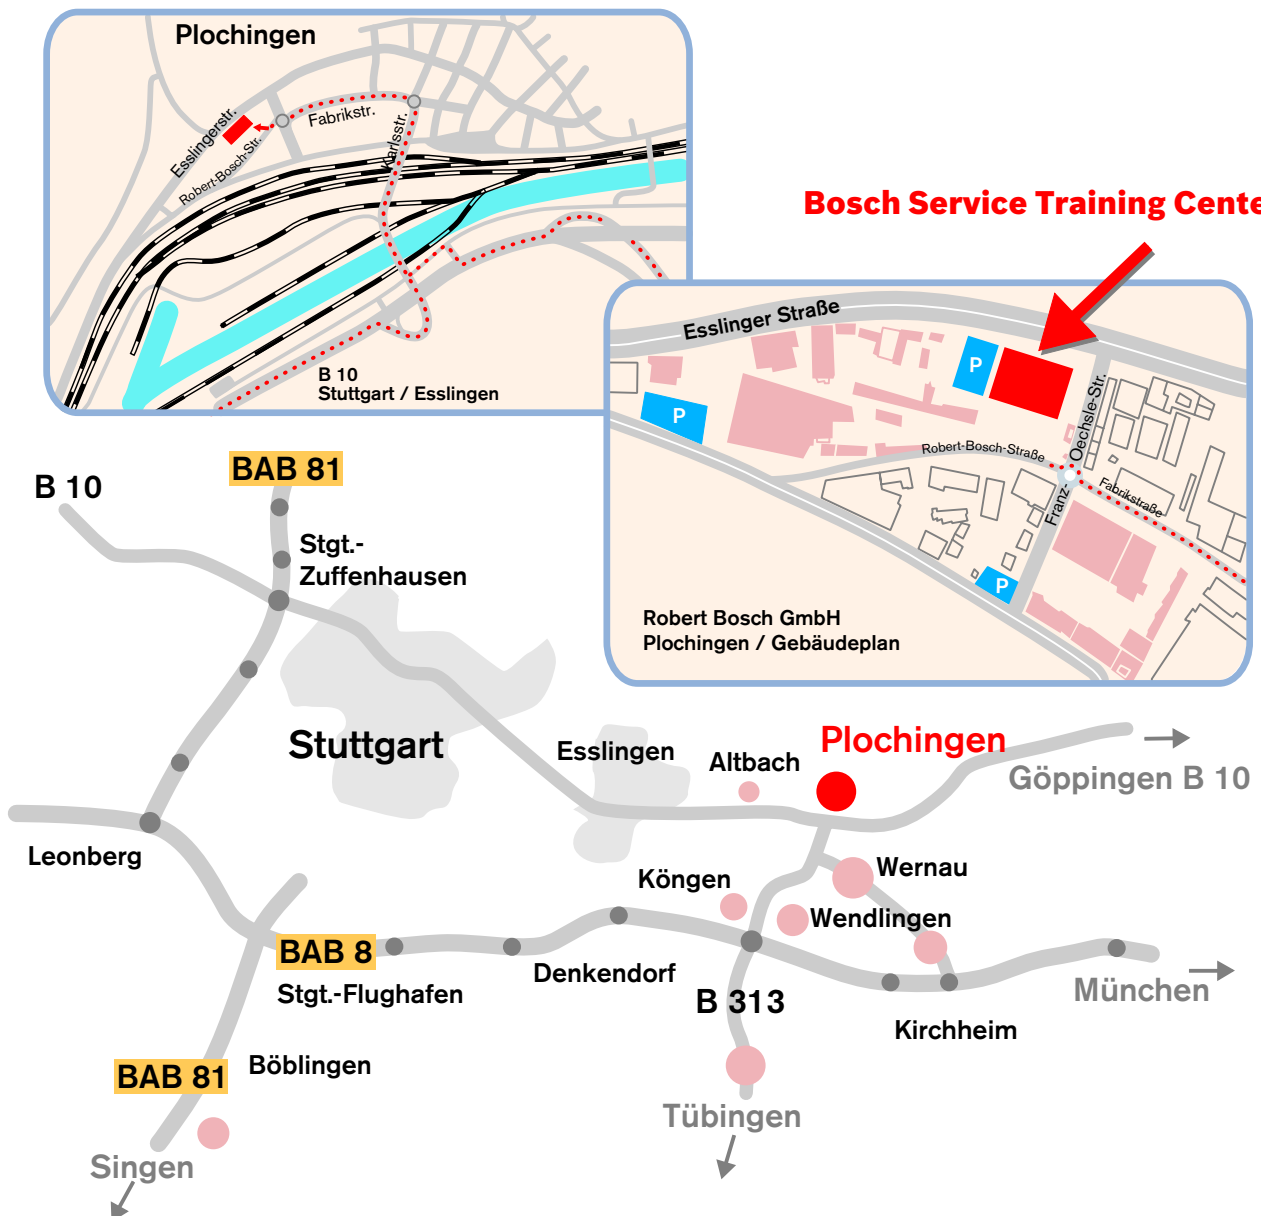 Plochingen
Esslingerstr.
Robert-Bosch-Str.
Fabrikstr.
Karlsstr.
B 10
Stuttgart / Esslingen
Bosch Service Training Cente
Esslinger Straße
P
P
P
Robert-Bosch-Straße
Franz-
Oechsle-Str.
Fabrikstraße
Robert Bosch GmbH
Plochingen / Gebäudeplan
B 10
BAB 81
Stgt.-
Zuffenhausen
Stuttgart
Esslingen
Altbach
Plochingen
Göppingen B 10
Leonberg
Köngen
Wernau
Wendlingen
BAB 8
Stgt.-Flughafen
Denkendorf
B 313
München
Kirchheim
Böblingen
BAB 81
Tübingen
Singen